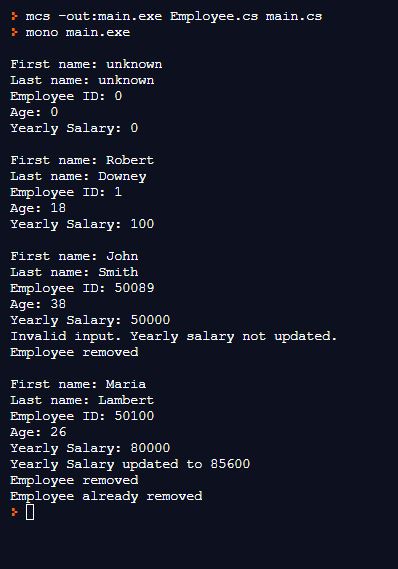 > mcs -out:main.exe Employee.cs main.cs
> mono main.exe
First name: unknown
Last name: unknown
Employee ID: 0
Age: 0
Yearly Salary: 0
First name: Robert
Last name: Downey
Employee ID: 1
Age: 18
Yearly Salary: 100
First name: John
Last name: Smith
Employee ID: 50089
Age: 38
Yearly Salary: 50000
Invalid input. Yearly salary not updated.
Employee removed
First name: Maria
Last name: Lambert
Employee ID: 50100
Age: 26
Yearly Salary: 80000
Yearly Salary updated to 85600
Employee removed
Employee already removed
>